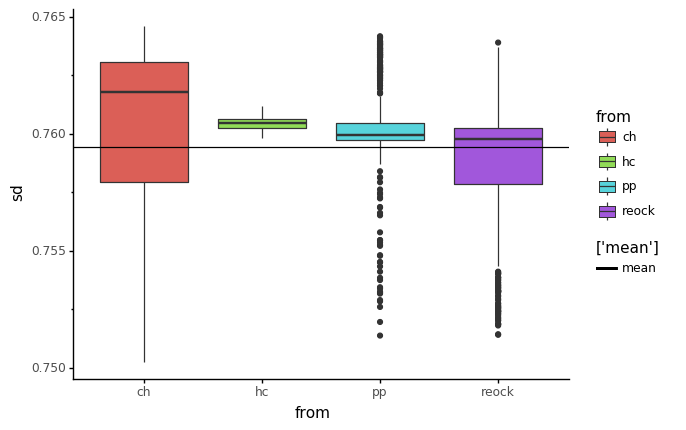 0.765
0.760
0.755
0.750
sd
ch
hc
pp
reock
from
from
ch
hc
pp
reock
['mean']
mean